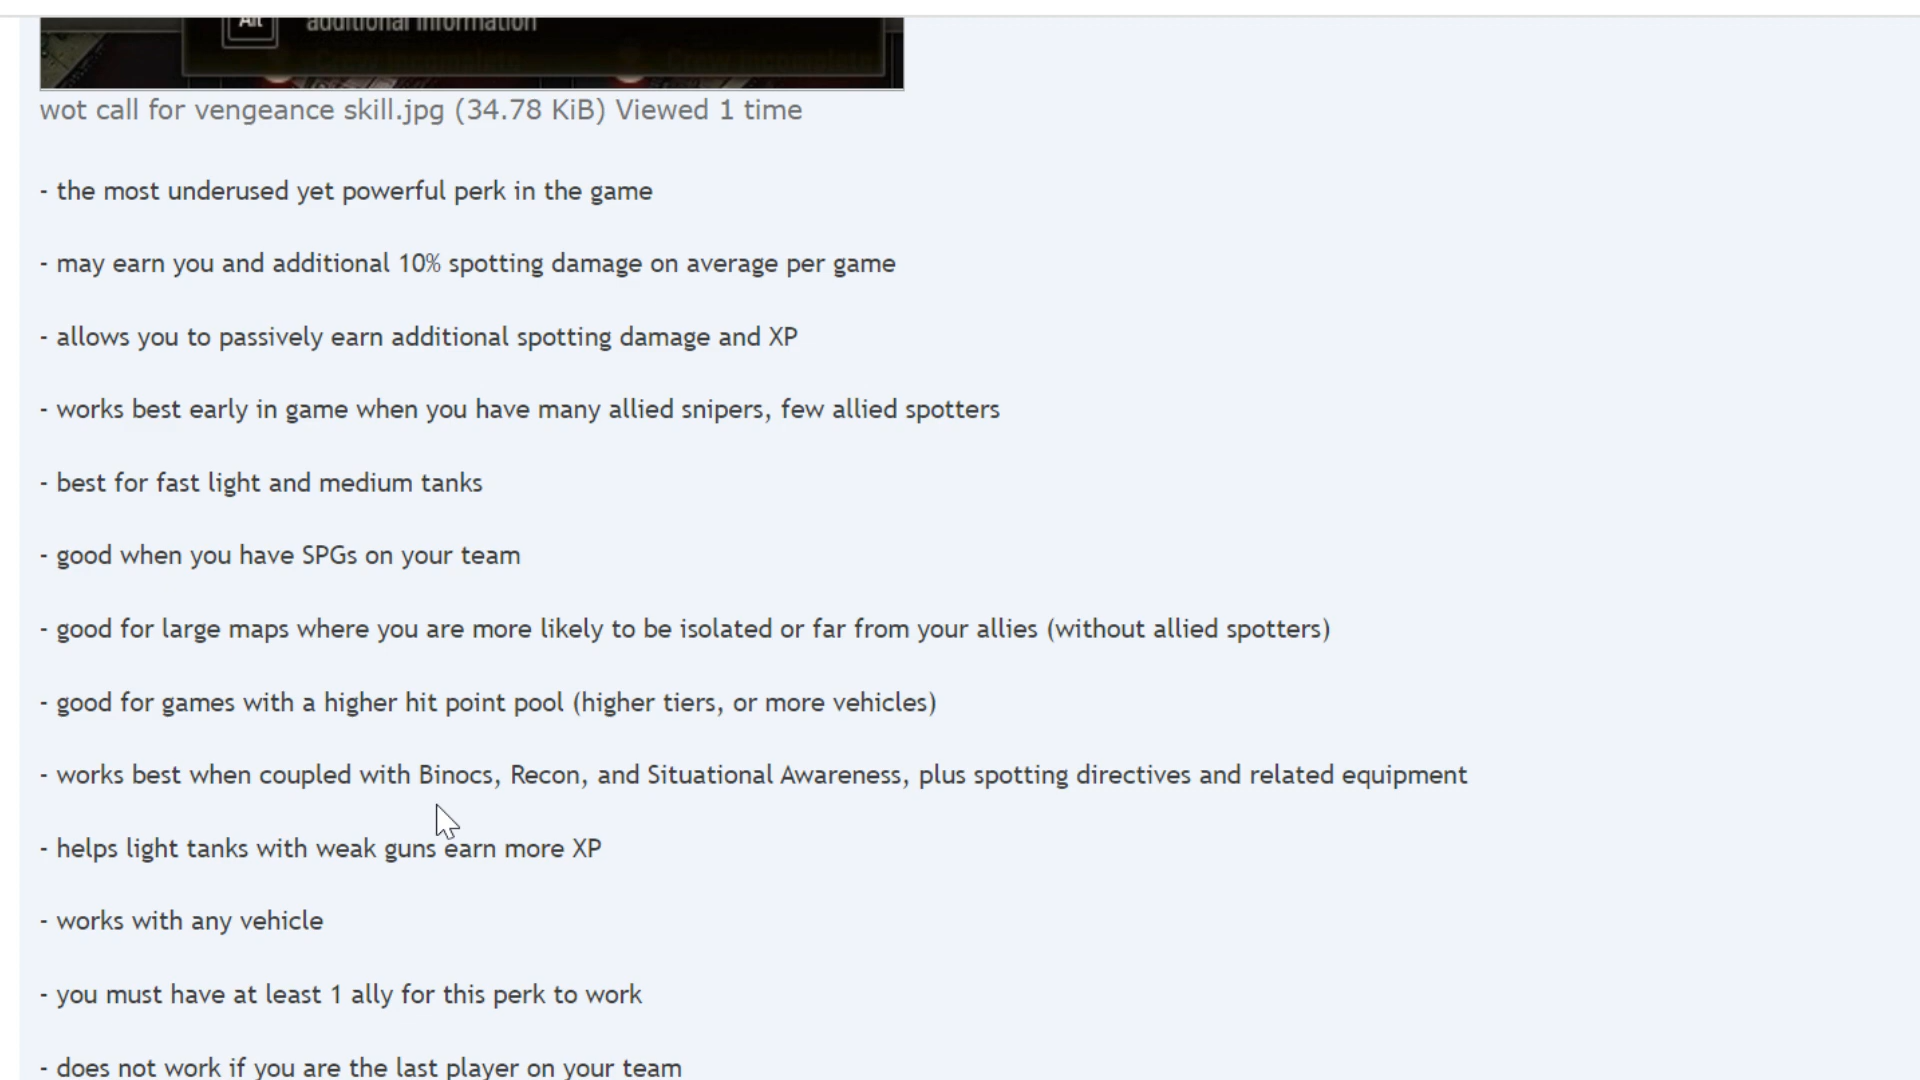 Alt additional information
wot call for vengeance skill.jpg (34.78 KiB) Viewed 1 time
- the most underused yet powerful perk in the game
- may earn you and additional 10% spotting damage on average per game
- allows you to passively earn additional spotting damage and XP
- works best early in game when you have many allied snipers, few allied spotters
- best for fast light and medium tanks
- good when you have SPGs on your team
- good for large maps where you are more likely to be isolated or far from your allies (without allied spotters)
- good for games with a higher hit point pool (higher tiers, or more vehicles)
- works best when coupled with Binocs, Recon, and Situational Awareness, plus spotting directives and related equipment
- helps light tanks with weak guns earn more XP
- works with any vehicle
- you must have at least 1 ally for this perk to work
- does not work if you are the last player on your team